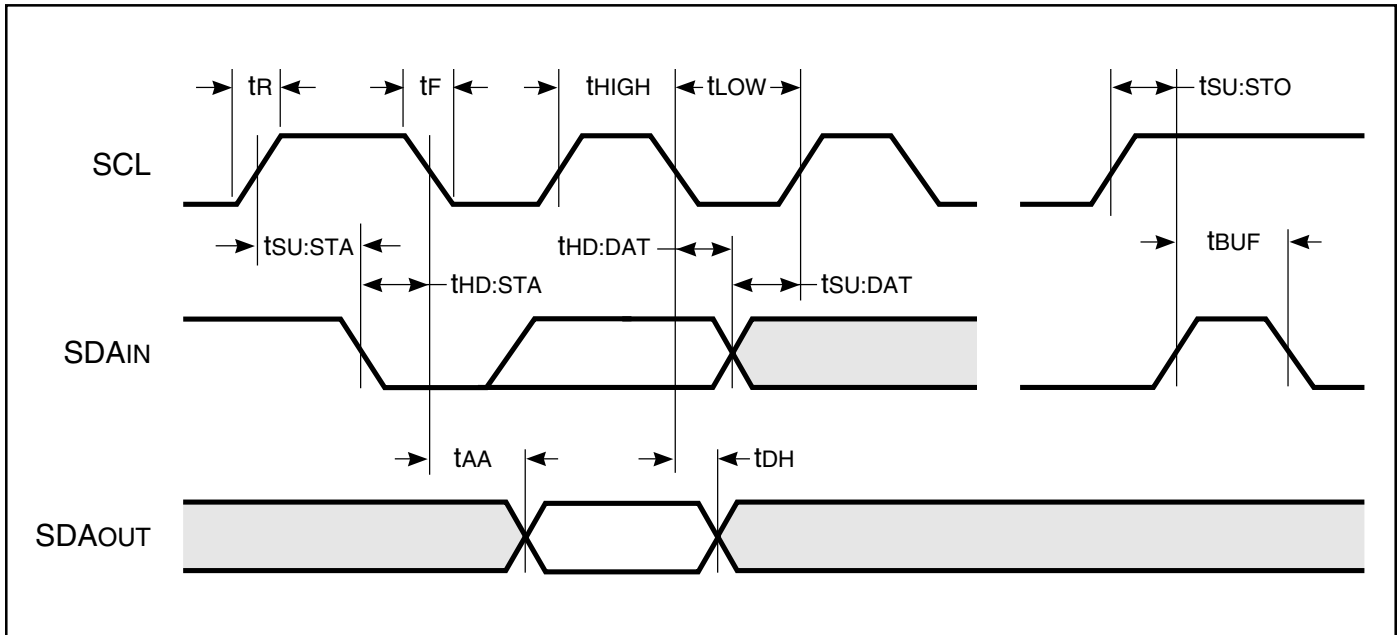 tR tF tHIGH tLOW tSU:STO
SCL
tSU:STA tHD:DAT tBUF
tHD:STA tSU:DAT
SDAIN
tAA tDH
SDAOUT